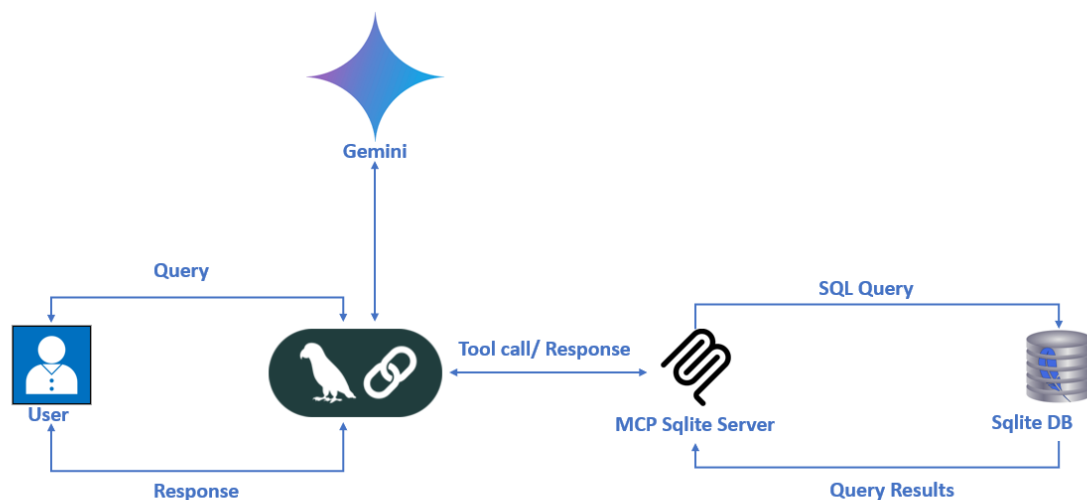 Gemini
Query
SQL Query
Tool call/ Response
User
MCP Sqlite Server
Sqlite DB
Response
Query Results